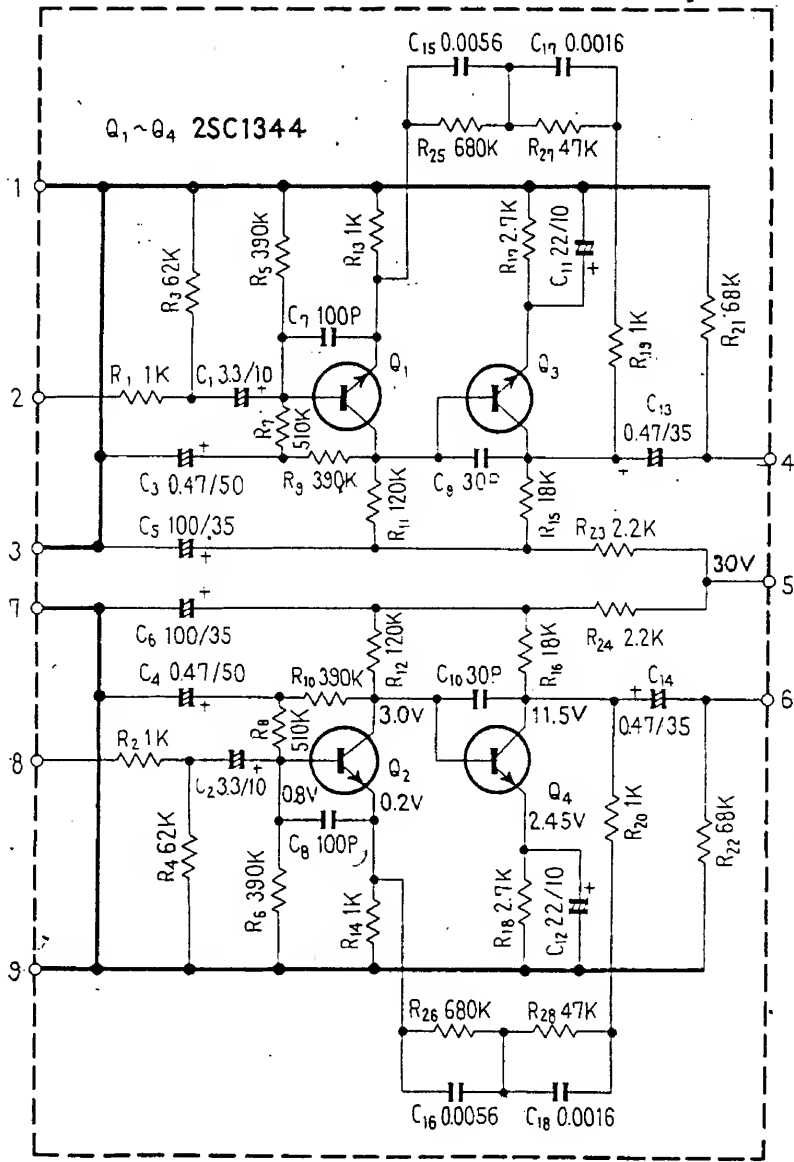 C15 0.0056
C17 0.0016
Q1~Q4 2SC1344
R25 680K
R27 47K
1
R3 62K
R5 390K
R13 1K
R17 2.7K
C11 22/10
+
R19 1K
R21 68K
C7 100P
Q1
Q3
R1 1K
C1 3.3/10
+
2
R7 510K
C13
0.47/35
+
4
C3 0.47/50
+
R9 390K
C9 30P
R11 120K
R15 18K
C5 100/35
+
3
R23 2.2K
30V
5
7
+
C6 100/35
R12 120K
R16 18K
R24 2.2K
C4 0.47/50
+
R10 390K
C10 30P
C14
+
0.47/35
6
R8 510K
3.0V
11.5V
R2 1K
8
C2 3.3/10
+
0.8V
Q2
0.2V
Q4
2.45V
R20 1K
R22 68K
C8 100P
R4 62K
R6 390K
R14 1K
R18 2.7K
C12 22/10
+
9
R26 680K
R28 47K
C16 0.0056
C18 0.0016